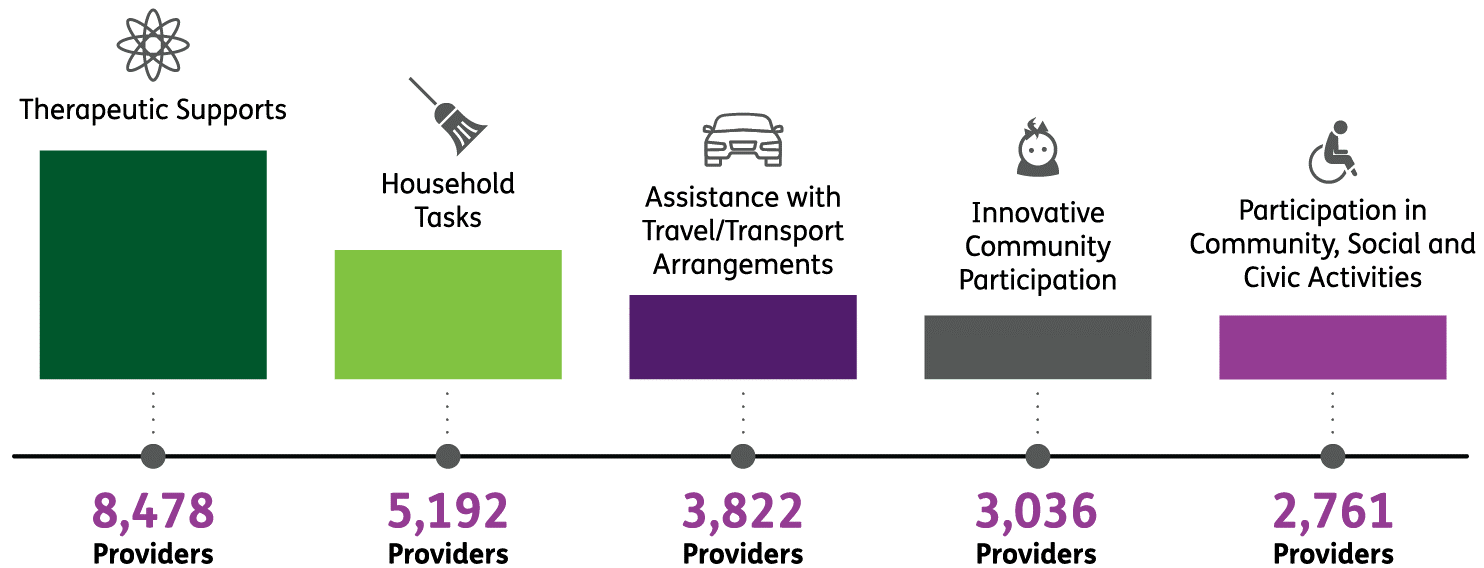 Therapeutic Supports
Household
Tasks
Assistance with
Travel/Transport
Arrangements
Innovative
Community
Participation
Participation in
Community, Social and
Civic Activities
8,478
Providers
5,192
Providers
3,822
Providers
3,036
Providers
2,761
Providers